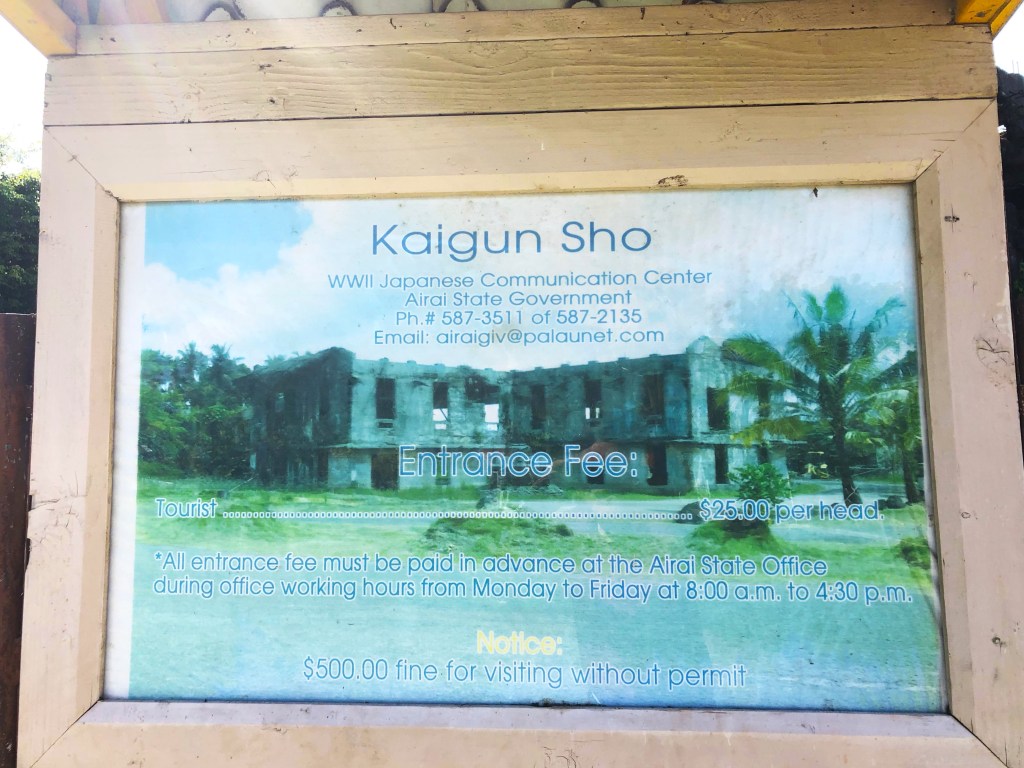 Kaigun Sho
WWII Japanese Communication Center
Airai State Government
Ph.# 587-3511 of 587-2135
Email: airaigiv@palaunet.com
Entrance Fee:
Tourist ........................................................................ $25.00 per head.
*All entrance fee must be paid in advance at the Airai State Office
during office working hours from Monday to Friday at 8:00 a.m. to 4:30 p.m.
Notice:
$500.00 fine for visiting without permit